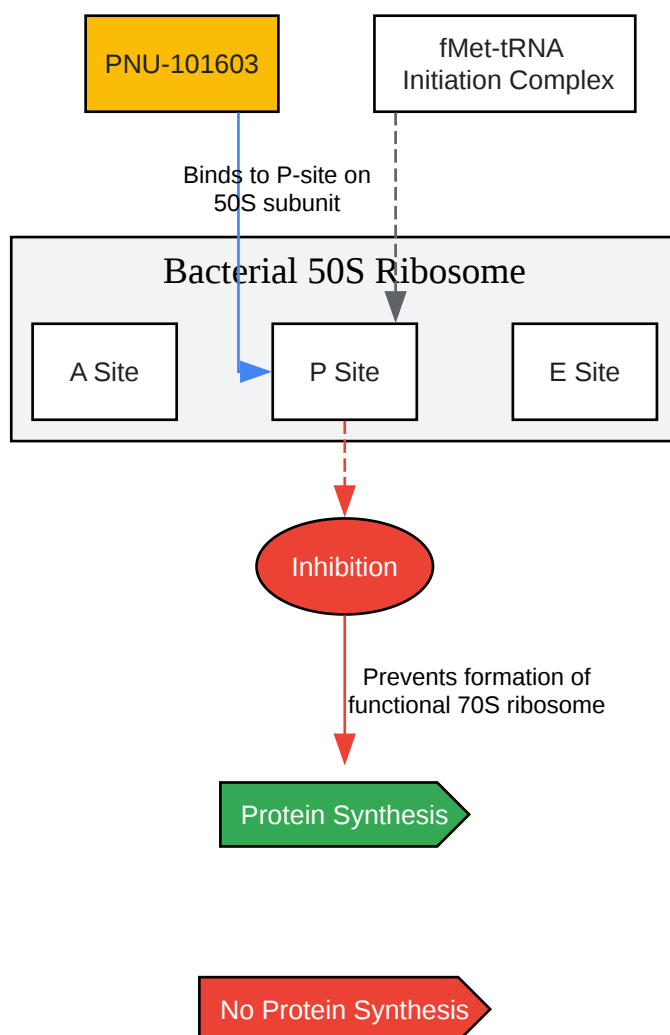 PNU-101603
fMet-tRNA
Initiation Complex
Binds to P-site on
50S subunit
Bacterial 50S Ribosome
A Site
P Site
E Site
Inhibition
Prevents formation of
functional 70S ribosome
Protein Synthesis
No Protein Synthesis